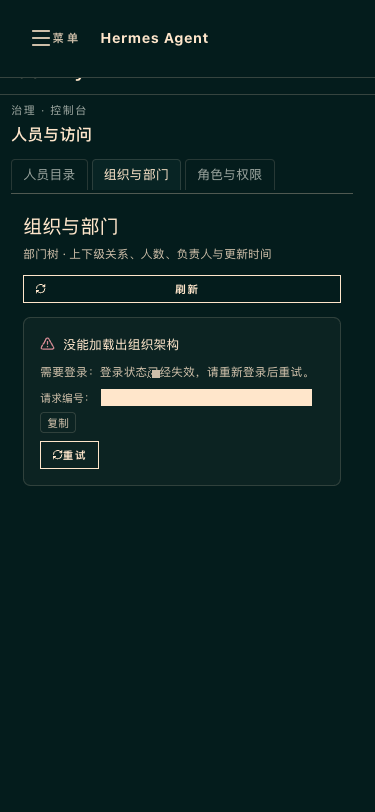 菜单 Hermes Agent
治理 · 控制台
人员与访问
人员目录 组织与部门 角色与权限
组织与部门
部门树 · 上下级关系、人数、负责人与更新时间
刷新
没能加载出组织架构
需要登录：登录状态已经失效，请重新登录后重试。
请求编号：
复制
重试